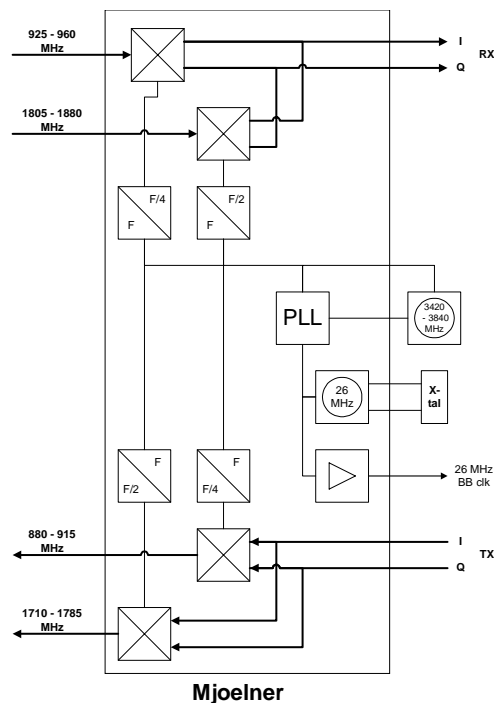 925 - 960
MHz
I
RX
Q
1805 - 1880
MHz
F/4
F
F/2
F
PLL
3420
- 3840
MHz
26
MHz
X-
tal
F
F/2
F
F/4
26 MHz
BB clk
880 - 915
MHz
I
TX
Q
1710 - 1785
MHz
Mjoelner